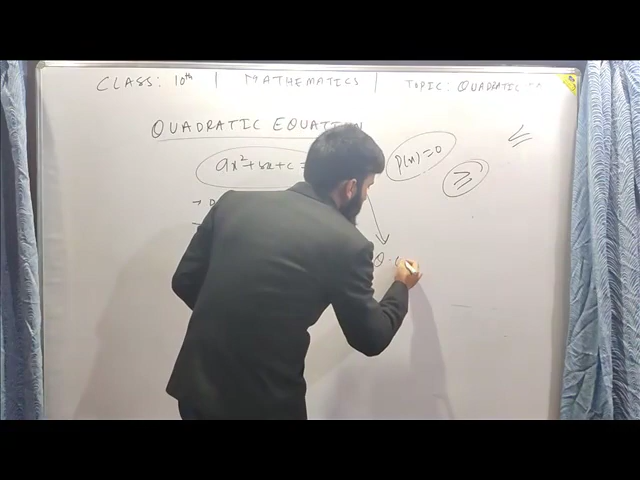 CLASS: 10th | MATHEMATICS | TOPIC: QUADRATIC
QUADRATIC EQUATION
ax²+bx+c =
P(x)=0
≤
≥
→
Q.